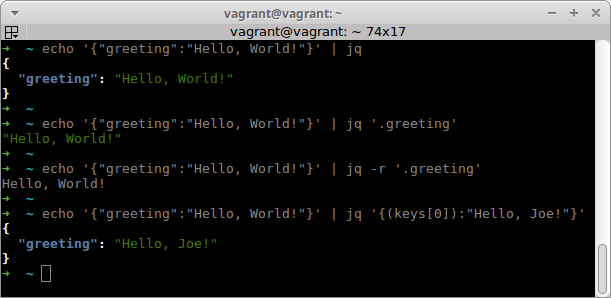 vagrant@vagrant: ~
vagrant@vagrant: ~ 74x17
➜  ~ echo '{"greeting":"Hello, World!"}' | jq
{
  "greeting": "Hello, World!"
}
➜  ~
➜  ~ echo '{"greeting":"Hello, World!"}' | jq '.greeting'
"Hello, World!"
➜  ~
➜  ~ echo '{"greeting":"Hello, World!"}' | jq -r '.greeting'
Hello, World!
➜  ~
➜  ~ echo '{"greeting":"Hello, World!"}' | jq '{(keys[0]):"Hello, Joe!"}'
{
  "greeting": "Hello, Joe!"
}
➜  ~